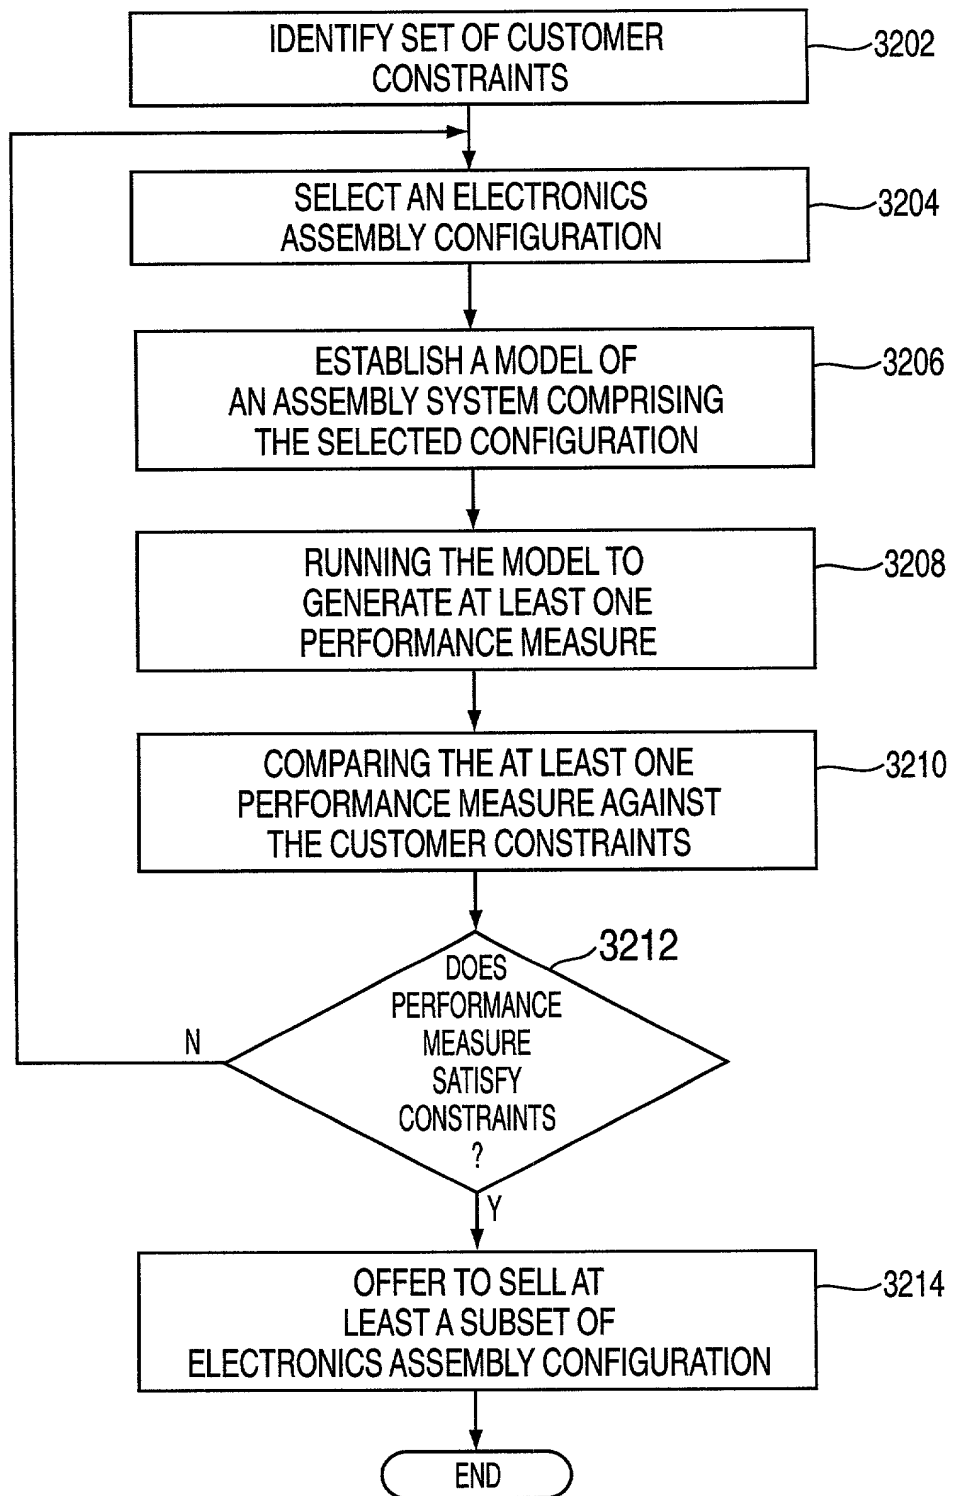 IDENTIFY SET OF CUSTOMER
CONSTRAINTS
3202
SELECT AN ELECTRONICS
ASSEMBLY CONFIGURATION
3204
ESTABLISH A MODEL OF
AN ASSEMBLY SYSTEM COMPRISING
THE SELECTED CONFIGURATION
3206
RUNNING THE MODEL TO
GENERATE AT LEAST ONE
PERFORMANCE MEASURE
3208
COMPARING THE AT LEAST ONE
PERFORMANCE MEASURE AGAINST
THE CUSTOMER CONSTRAINTS
3210
3212
DOES
PERFORMANCE
MEASURE
SATISFY
CONSTRAINTS
?
N
Y
OFFER TO SELL AT
LEAST A SUBSET OF
ELECTRONICS ASSEMBLY CONFIGURATION
3214
END